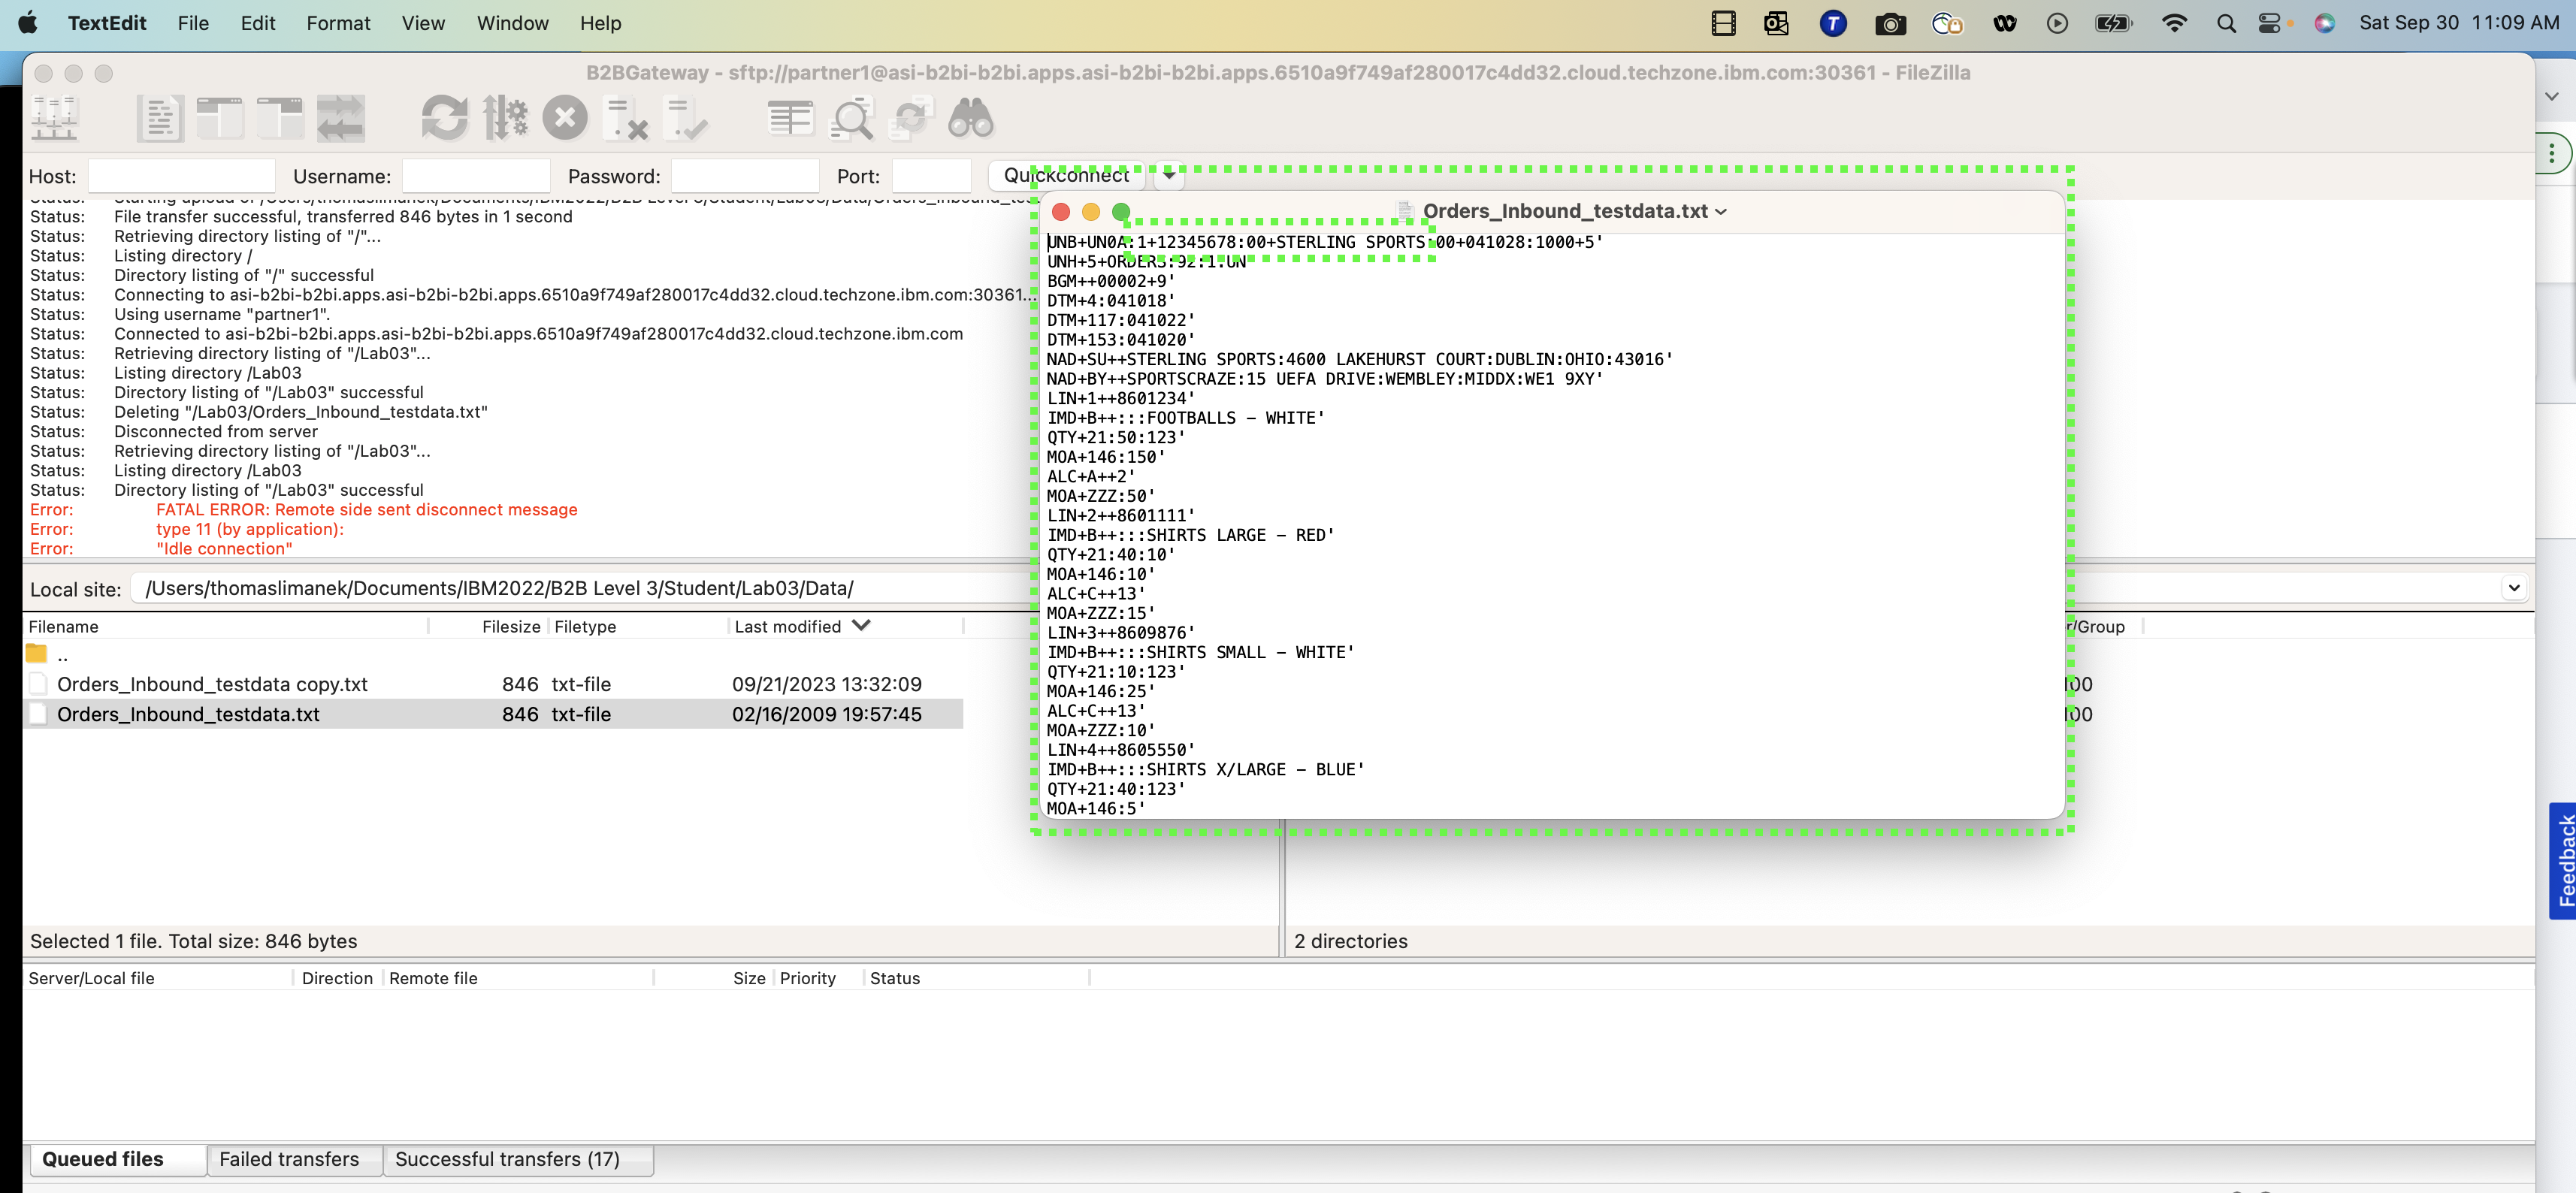 TextEdit File Edit Format View Window Help Sat Sep 30 11:09 AM
B2BGateway - sftp://partner1@asi-b2bi-b2bi.apps.asi-b2bi-b2bi.apps.6510a9f749af280017c4dd32.cloud.techzone.ibm.com:30361 - FileZilla
Host: Username: Password: Port: Quickconnect
Status: Starting upload of
Status: File transfer successful, transferred 846 bytes in 1 second
Status: Retrieving directory listing of "/"...
Status: Listing directory /
Status: Directory listing of "/" successful
Status: Connecting to asi-b2bi-b2bi.apps.asi-b2bi-b2bi.apps.6510a9f749af280017c4dd32.cloud.techzone.ibm.com:30361...
Status: Using username "partner1".
Status: Connected to asi-b2bi-b2bi.apps.asi-b2bi-b2bi.apps.6510a9f749af280017c4dd32.cloud.techzone.ibm.com
Status: Retrieving directory listing of "/Lab03"...
Status: Listing directory /Lab03
Status: Directory listing of "/Lab03" successful
Status: Deleting "/Lab03/Orders_Inbound_testdata.txt"
Status: Disconnected from server
Status: Retrieving directory listing of "/Lab03"...
Status: Listing directory /Lab03
Status: Directory listing of "/Lab03" successful
Error: FATAL ERROR: Remote side sent disconnect message
Error: type 11 (by application):
Error: "Idle connection"
Orders_Inbound_testdata.txt
UNB+UN0A:1+12345678:00+STERLING SPORTS:00+041028:1000+5'
UNH+5+ORDERS:92:1:UN'
BGM++00002+9'
DTM+4:041018'
DTM+117:041022'
DTM+153:041020'
NAD+SU++STERLING SPORTS:4600 LAKEHURST COURT:DUBLIN:OHIO:43016'
NAD+BY++SPORTSCRAZE:15 UEFA DRIVE:WEMBLEY:MIDDX:WE1 9XY'
LIN+1++8601234'
IMD+B++:::FOOTBALLS – WHITE'
QTY+21:50:123'
MOA+146:150'
ALC+A++2'
MOA+ZZZ:50'
LIN+2++8601111'
IMD+B++:::SHIRTS LARGE – RED'
QTY+21:40:10'
MOA+146:10'
ALC+C++13'
MOA+ZZZ:15'
LIN+3++8609876'
IMD+B++:::SHIRTS SMALL – WHITE'
QTY+21:10:123'
MOA+146:25'
ALC+C++13'
MOA+ZZZ:10'
LIN+4++8605550'
IMD+B++:::SHIRTS X/LARGE – BLUE'
QTY+21:40:123'
MOA+146:5'
Local site: /Users/thomaslimanek/Documents/IBM2022/B2B Level 3/Student/Lab03/Data/
Filename Filesize Filetype Last modified
..
Orders_Inbound_testdata copy.txt 846 txt-file 09/21/2023 13:32:09
Orders_Inbound_testdata.txt 846 txt-file 02/16/2009 19:57:45
r/Group
100
100
Selected 1 file. Total size: 846 bytes
2 directories
Feedback
Server/Local file Direction Remote file Size Priority Status
Queued files Failed transfers Successful transfers (17)